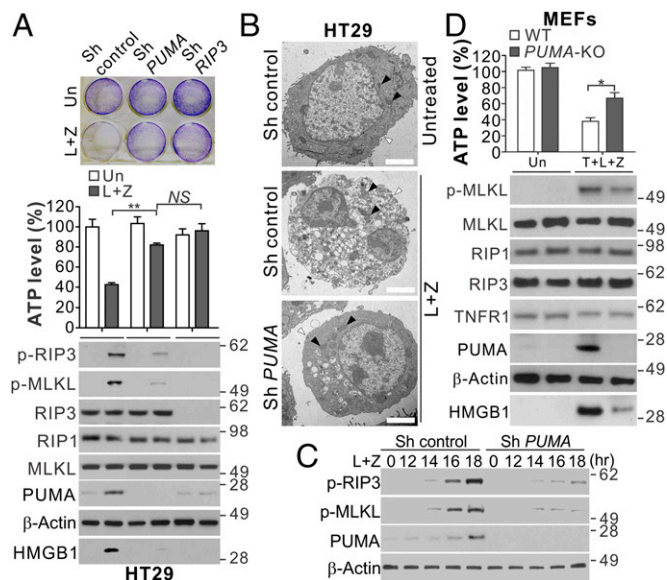 A
Sh control
Sh PUMA
Sh RIP3
Un
L+Z
Un
L+Z
** NS
ATP level (%)
120
100
80
60
40
20
0
p-RIP3 62
p-MLKL 49
RIP3 62
RIP1 98
MLKL 49
PUMA 28
β-Actin 49
HMGB1 28
HT29
B
HT29
Sh control
Untreated
Sh control
Sh PUMA
L+Z
C
Sh control Sh PUMA
L+Z 0 12 14 16 18 0 12 14 16 18 (hr)
p-RIP3 62
p-MLKL 49
PUMA 28
β-Actin 49
D
MEFs
WT
PUMA-KO
*
ATP level (%)
120
100
80
60
40
20
0
Un T+L+Z
p-MLKL 49
MLKL 49
RIP1 98
RIP3 62
TNFR1 49
PUMA 28
β-Actin 49
HMGB1 28